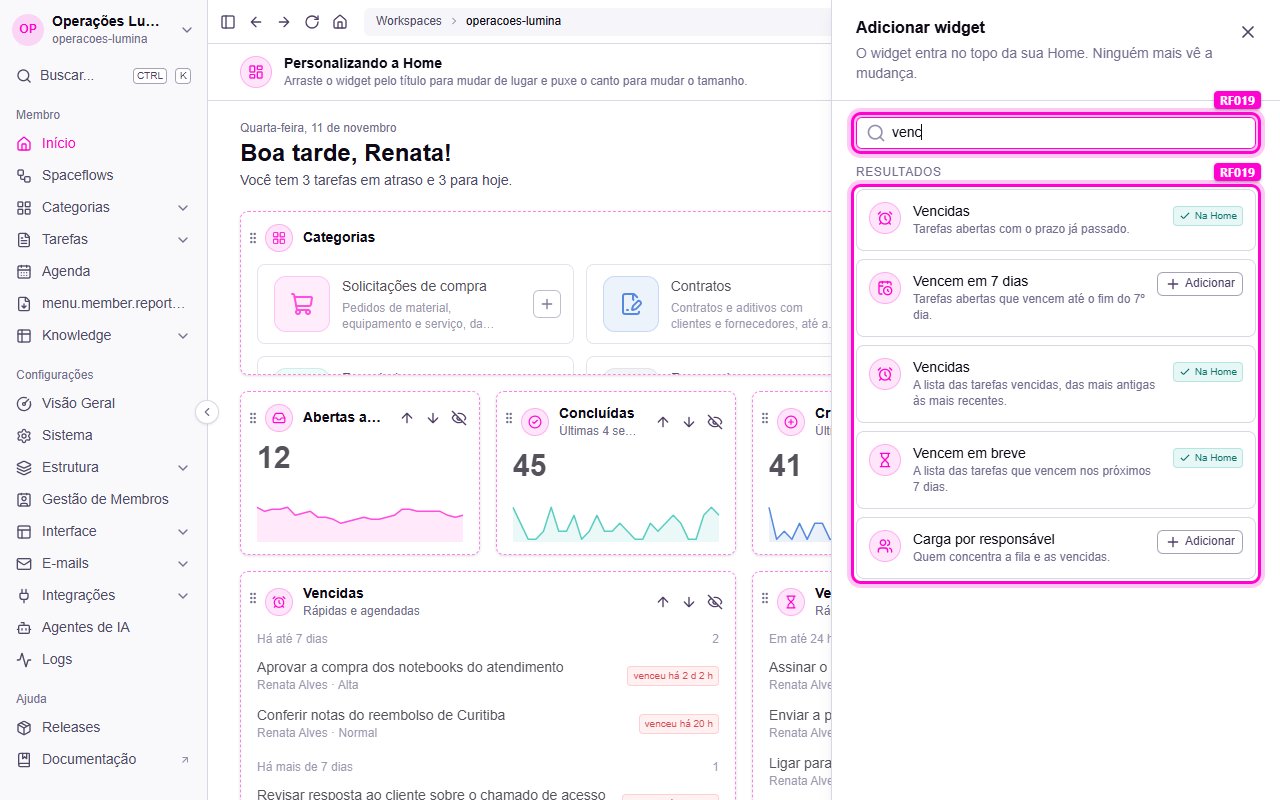 OP
Operações Lu...
operacoes-lumina
Buscar...
CTRL
K
Membro
Início
Spaceflows
Categorias
Tarefas
Agenda
menu.member.report...
Knowledge
Configurações
Visão Geral
Sistema
Estrutura
Gestão de Membros
Interface
E-mails
Integrações
Agentes de IA
Logs
Ajuda
Releases
Documentação
Workspaces
operacoes-lumina
Personalizando a Home
Arraste o widget pelo título para mudar de lugar e puxe o canto para mudar o tamanho.
Quarta-feira, 11 de novembro
Boa tarde, Renata!
Você tem 3 tarefas em atraso e 3 para hoje.
Categorias
Solicitações de compra
Pedidos de material,
equipamento e serviço, da...
Contratos
Contratos e aditivos com
clientes e fornecedores, até a
Abertas a...
12
Concluídas
Últimas 4 se...
45
Cr
Últ
41
Vencidas
Rápidas e agendadas
Há até 7 dias
2
Aprovar a compra dos notebooks do atendimento
Renata Alves · Alta
venceu há 2 d 2 h
Conferir notas do reembolso de Curitiba
Renata Alves · Normal
venceu há 20 h
Há mais de 7 dias
1
Revisar resposta ao cliente sobre o chamado de acesso
Ve
Rá
Em até 24 h
Assinar o
Renata Alve
Enviar a p
Renata Alve
Ligar para
Renata Alve
Adicionar widget
O widget entra no topo da sua Home. Ninguém mais vê a
mudança.
RF019
venc
RESULTADOS
RF019
Vencidas
Tarefas abertas com o prazo já passado.
Na Home
Vencem em 7 dias
Tarefas abertas que vencem até o fim do 7º
dia.
Adicionar
Vencidas
A lista das tarefas vencidas, das mais antigas
às mais recentes.
Na Home
Vencem em breve
A lista das tarefas que vencem nos próximos
7 dias.
Na Home
Carga por responsável
Quem concentra a fila e as vencidas.
Adicionar